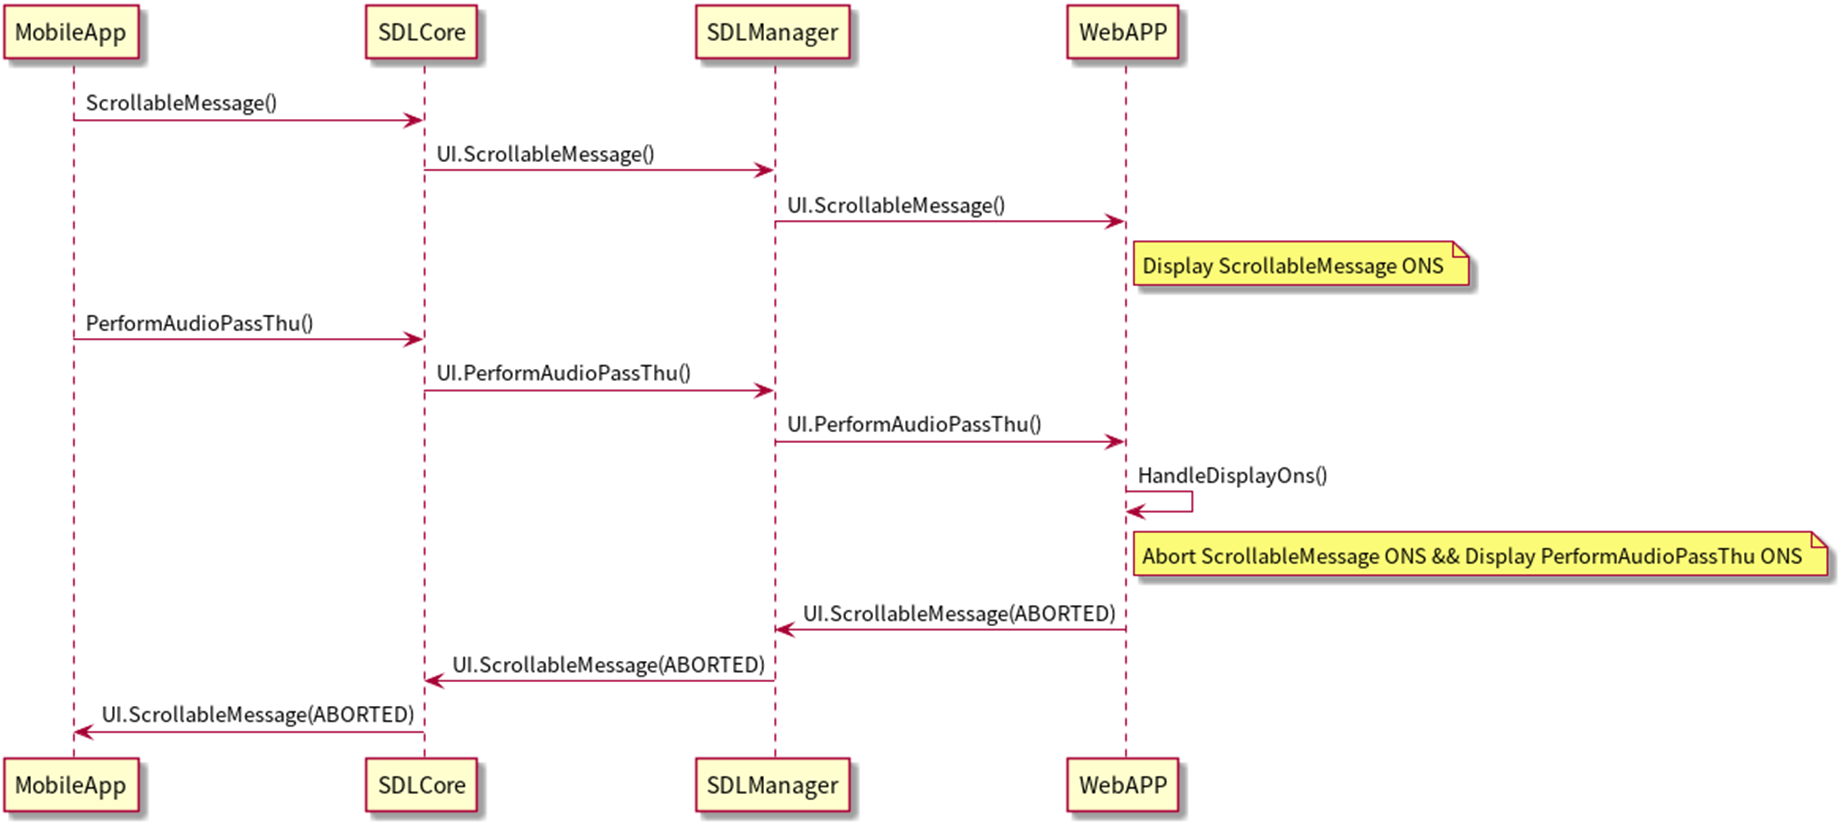 MobileApp SDLCore SDLManager WebAPP
ScrollableMessage()
UI.ScrollableMessage()
UI.ScrollableMessage()
Display ScrollableMessage ONS
PerformAudioPassThu()
UI.PerformAudioPassThu()
UI.PerformAudioPassThu()
HandleDisplayOns()
Abort ScrollableMessage ONS && Display PerformAudioPassThu ONS
UI.ScrollableMessage(ABORTED)
UI.ScrollableMessage(ABORTED)
UI.ScrollableMessage(ABORTED)
MobileApp SDLCore SDLManager WebAPP